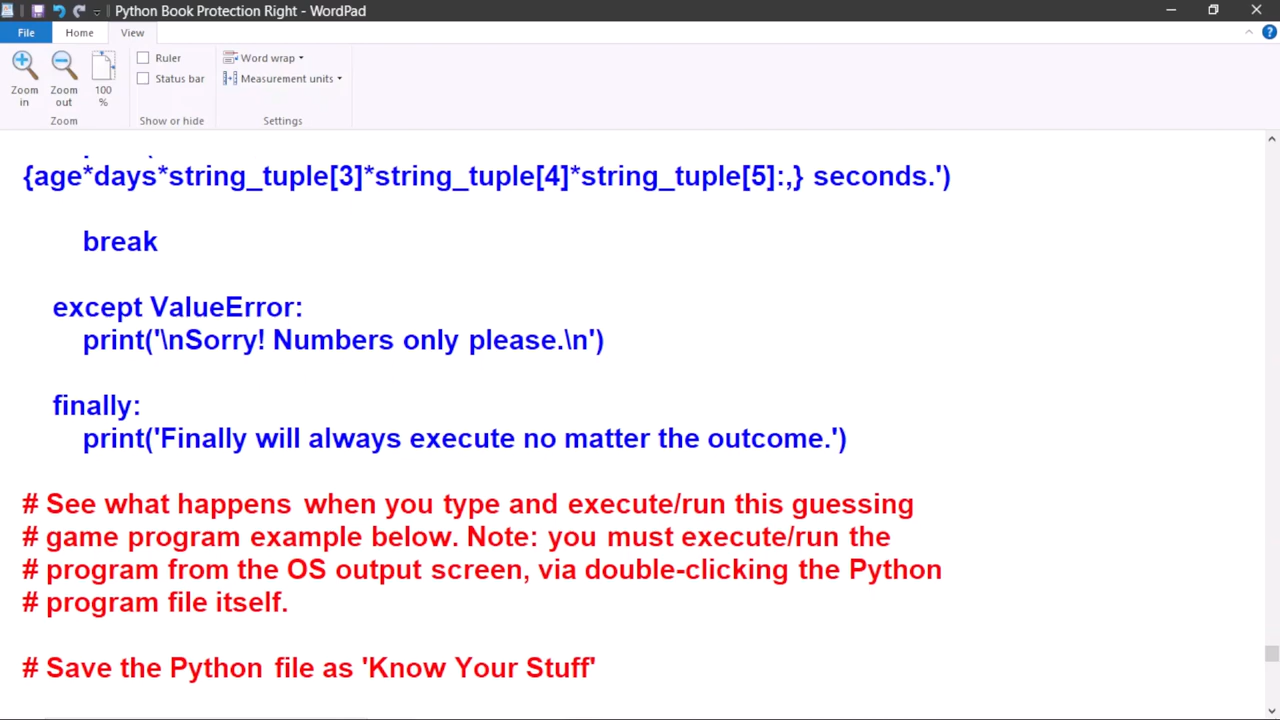 Python Book Protection Right - WordPad
File Home View
Zoom in
Zoom out
100 %
Ruler
Status bar
Word wrap
Measurement units
Zoom
Show or hide
Settings
{age*days*string_tuple[3]*string_tuple[4]*string_tuple[5]:,} seconds.')
break
except ValueError:
print('\nSorry! Numbers only please.\n')
finally:
print('Finally will always execute no matter the outcome.')
# See what happens when you type and execute/run this guessing
# game program example below. Note: you must execute/run the
# program from the OS output screen, via double-clicking the Python
# program file itself.
# Save the Python file as 'Know Your Stuff'